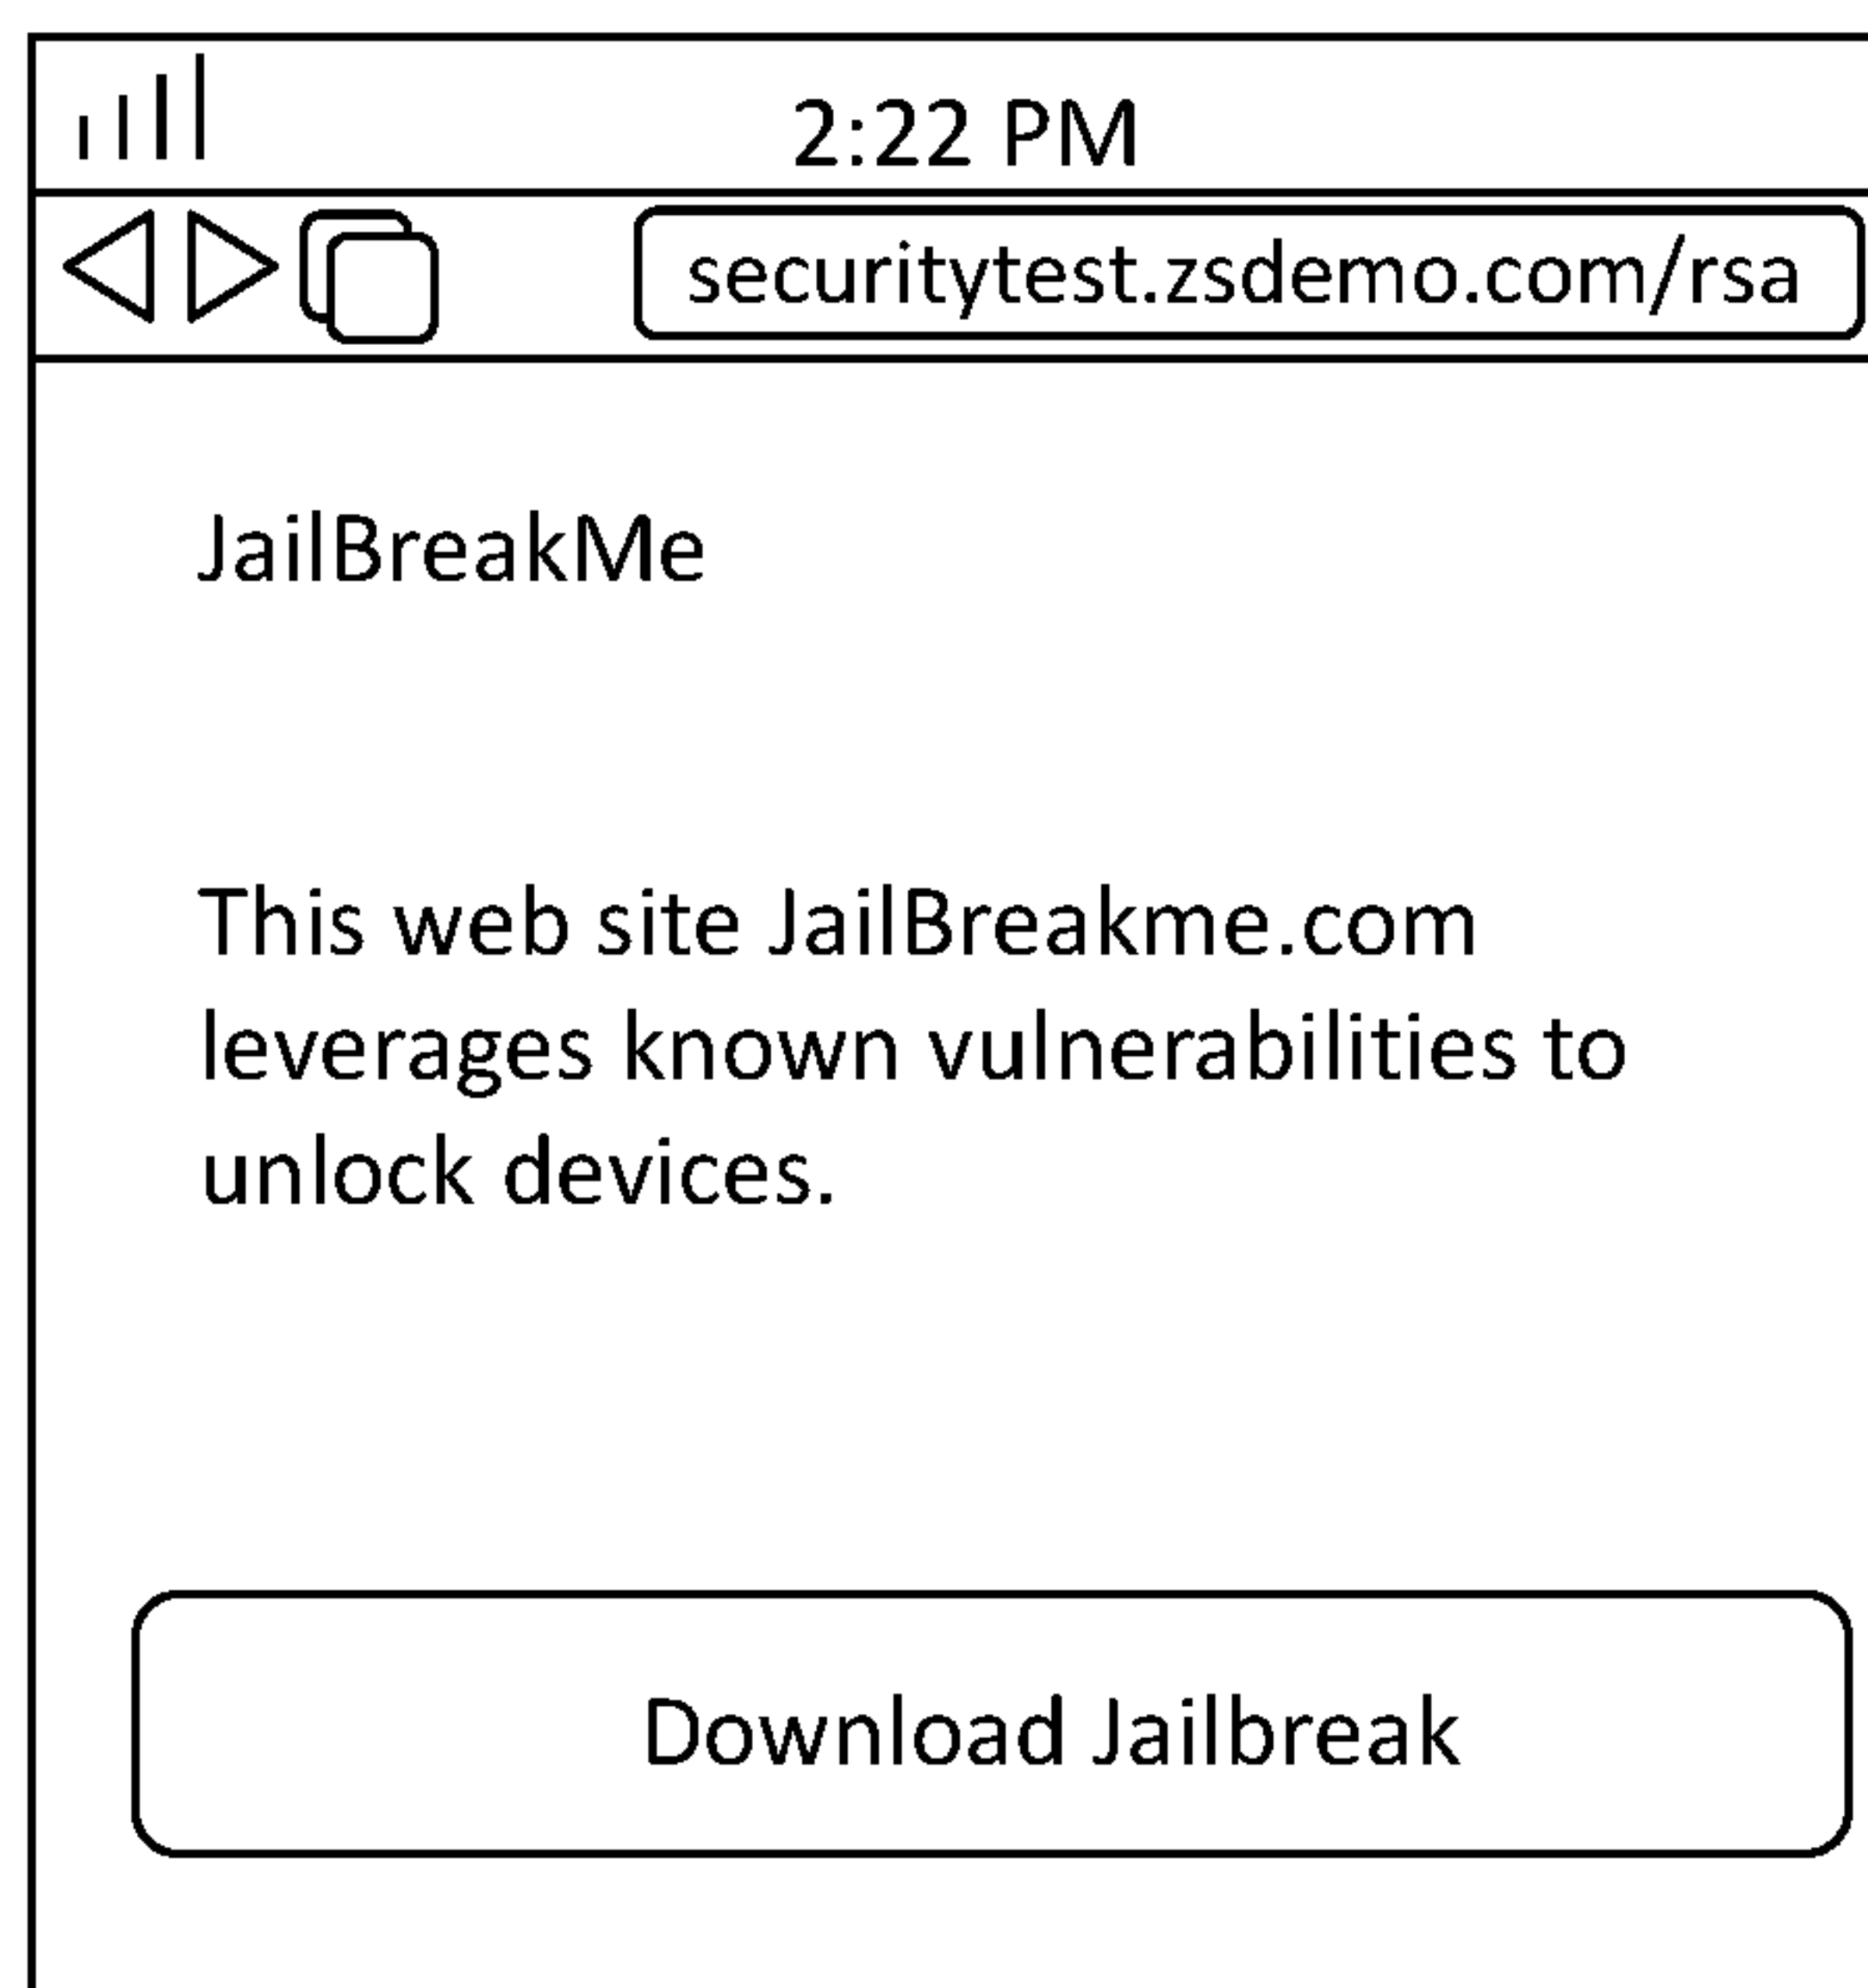 2:22 PM
securitytest.zsdemo.com/rsa
JailBreakMe
This web site JailBreakme.com
leverages known vulnerabilities to
unlock devices.
Download Jailbreak